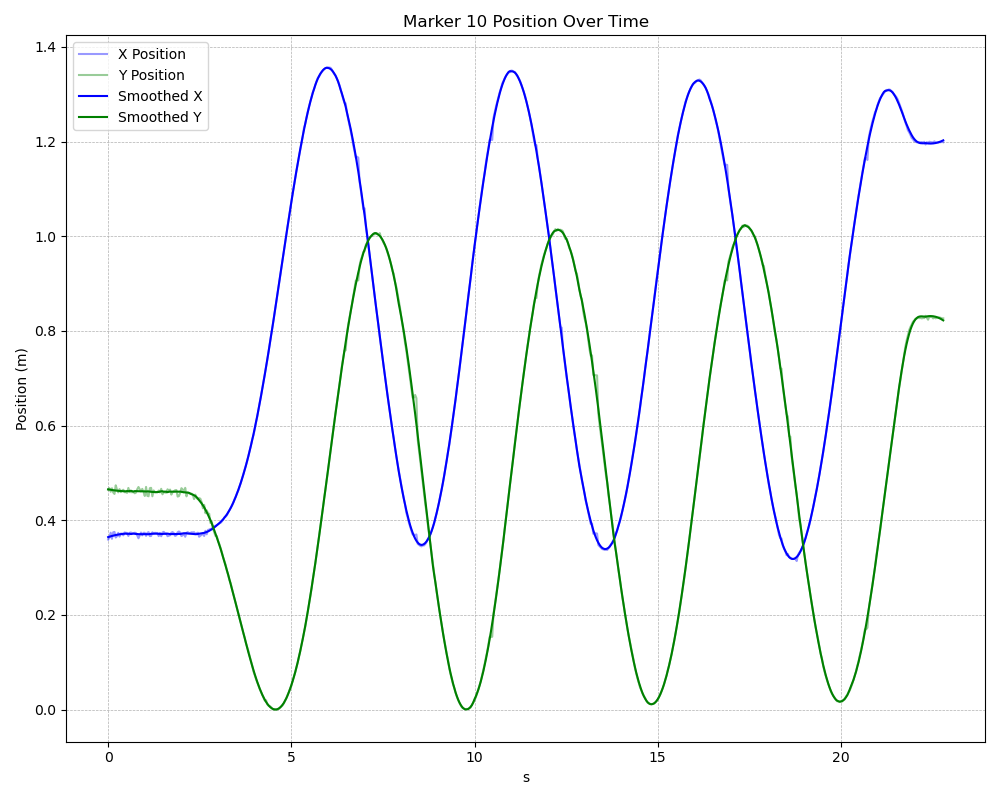 Marker 10 Position Over Time
X Position
Y Position
Smoothed X
Smoothed Y
Position (m)
1.4
1.2
1.0
0.8
0.6
0.4
0.2
0.0
0 5 10 15 20
s